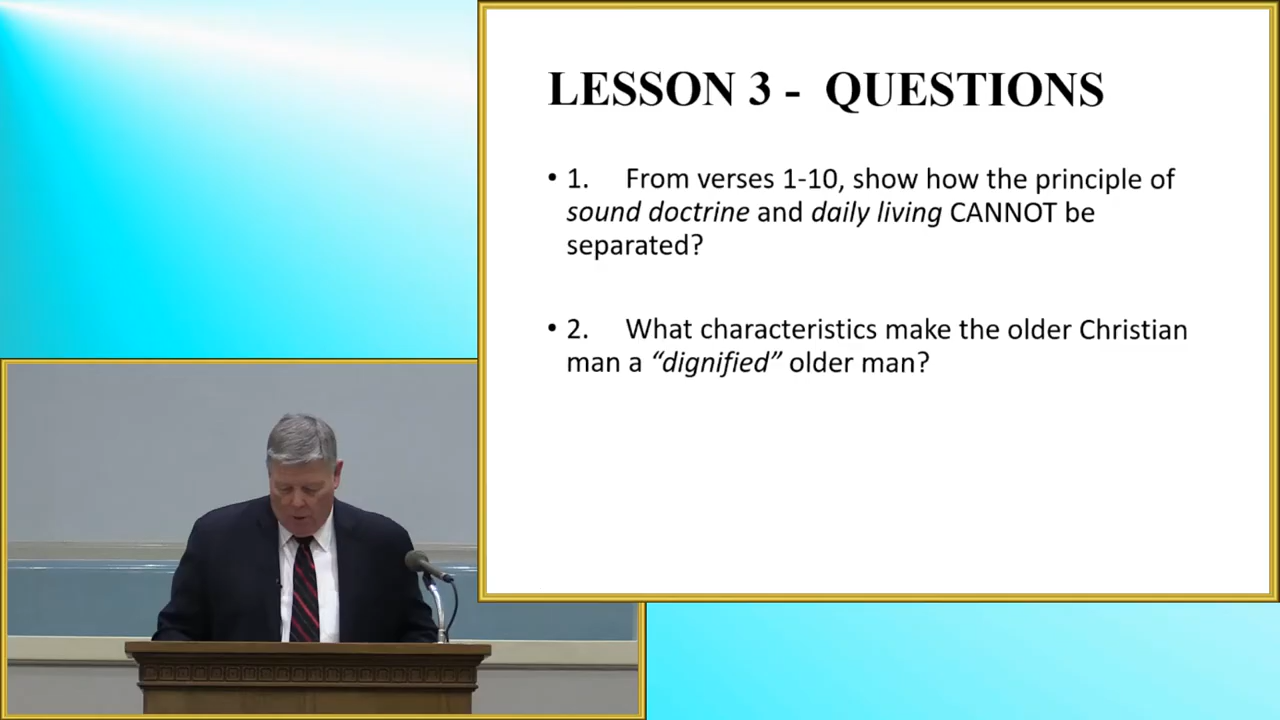 LESSON 3 - QUESTIONS
• 1. From verses 1-10, show how the principle of
sound doctrine and daily living CANNOT be
separated?
• 2. What characteristics make the older Christian
man a “dignified” older man?